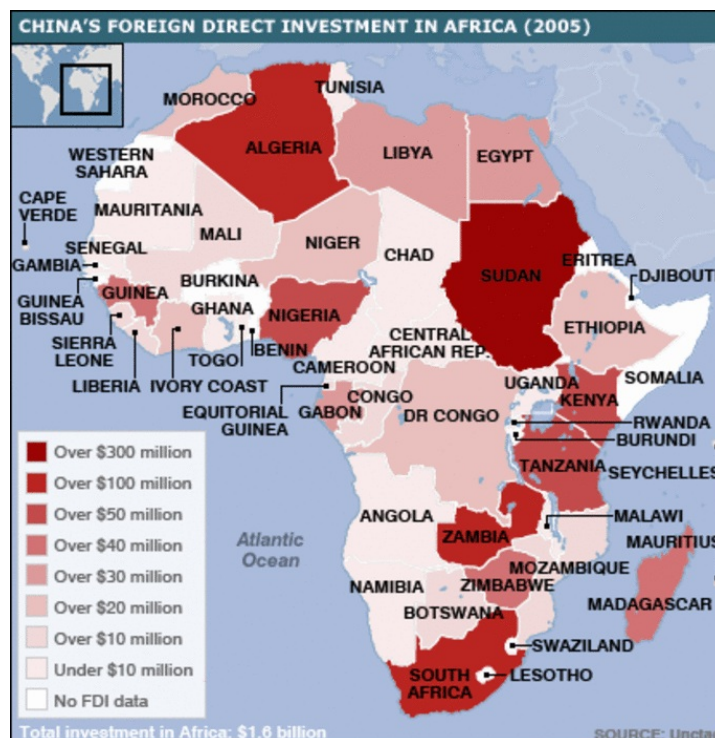 CHINA'S FOREIGN DIRECT INVESTMENT IN AFRICA (2005)
TUNISIA
MOROCCO
ALGERIA
LIBYA
EGYPT
WESTERN
SAHARA
CAPE
VERDE
MAURITANIA
MALI
NIGER
CHAD
SUDAN
ERITREA
DJIBOUT
SENEGAL
GAMBIA
GUINEA
BISSAU
GUINEA
BURKINA
GHANA
NIGERIA
ETHIOPIA
SIERRA
LEONE
LIBERIA
IVORY COAST
TOGO
BENIN
CENTRAL
AFRICAN REP.
CAMEROON
EQUITORIAL
GUINEA
GABON
CONGO
DR CONGO
UGANDA
KENYA
SOMALIA
RWANDA
BURUNDI
TANZANIA
SEYCHELLES
ANGOLA
ZAMBIA
MALAWI
MAURITIUS
MOZAMBIQUE
ZIMBABWE
NAMIBIA
BOTSWANA
MADAGASCAR
SWAZILAND
SOUTH
AFRICA
LESOTHO
Atlantic
Ocean
Over $300 million
Over $100 million
Over $50 million
Over $40 million
Over $30 million
Over $20 million
Over $10 million
Under $10 million
No FDI data
Total investment in Africa: $1.6 billion
SOURCE: Uncta